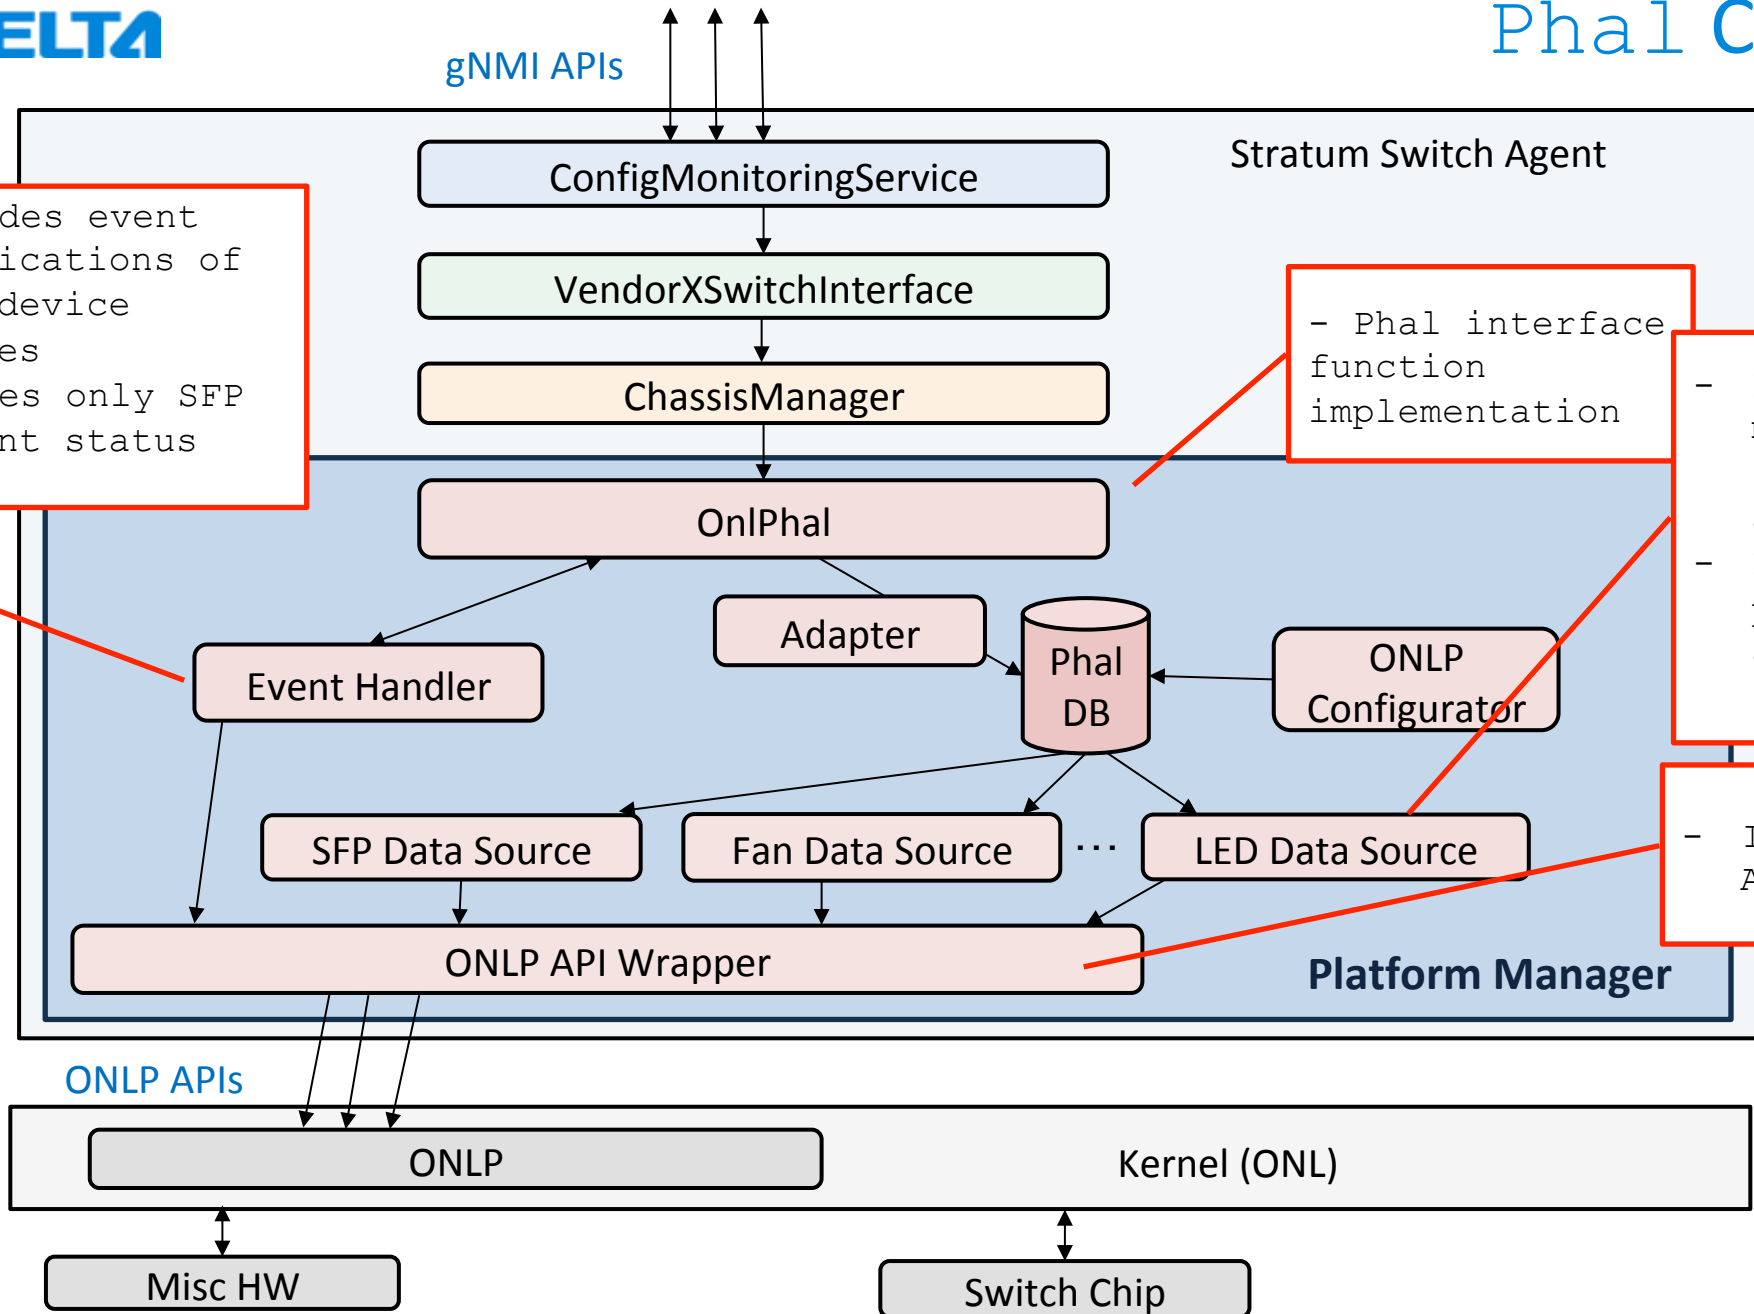 ELTA
Phal C
gNMI APIs
Stratum Switch Agent
ConfigMonitoringService
des event
ications of
device
es
es only SFP
nt status
VendorXSwitchInterface
- Phal interface
function
implementation
ChassisManager
-
-
OnlPhal
Adapter
Phal
DB
ONLP
Configurator
Event Handler
SFP Data Source
Fan Data Source
...
LED Data Source
-
ONLP API Wrapper
Platform Manager
ONLP APIs
ONLP
Kernel (ONL)
Misc HW
Switch Chip